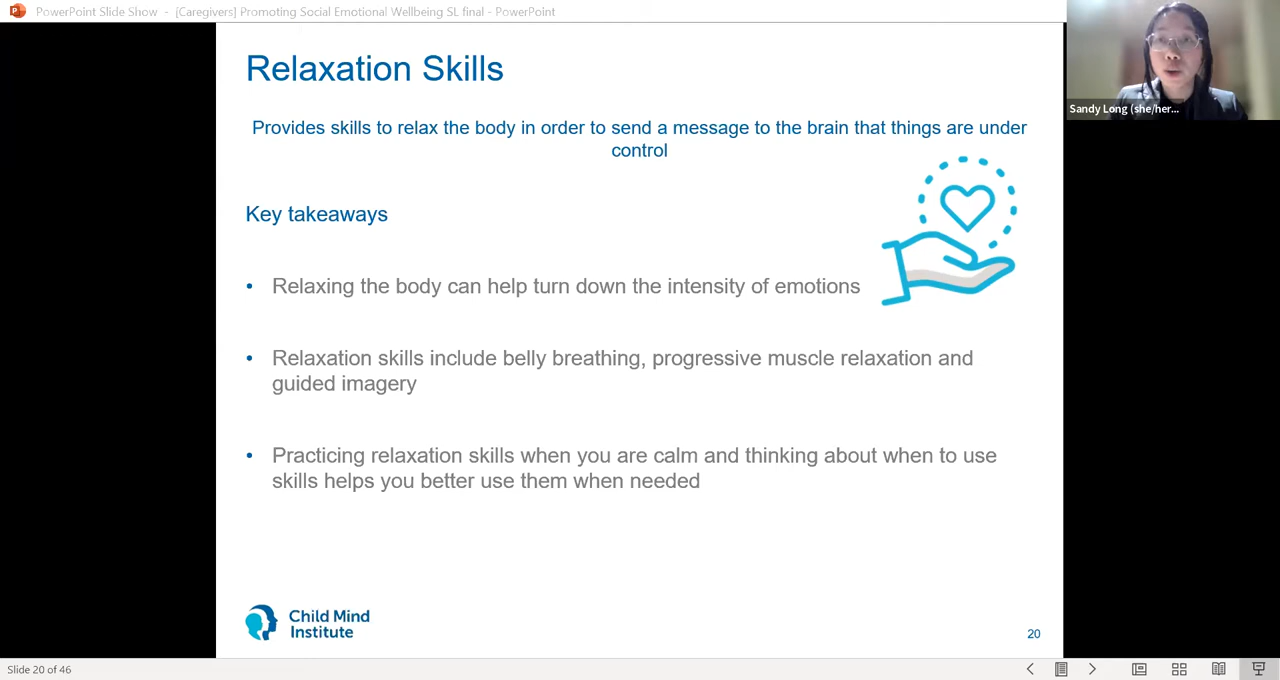 PowerPoint Slide Show - [Caregivers] Promoting Social Emotional Wellbeing SL final - PowerPoint
Sandy Long (she/her...
Relaxation Skills
Provides skills to relax the body in order to send a message to the brain that things are under
control
Key takeaways
• Relaxing the body can help turn down the intensity of emotions
• Relaxation skills include belly breathing, progressive muscle relaxation and
guided imagery
• Practicing relaxation skills when you are calm and thinking about when to use
skills helps you better use them when needed
Child Mind
Institute
20
Slide 20 of 46